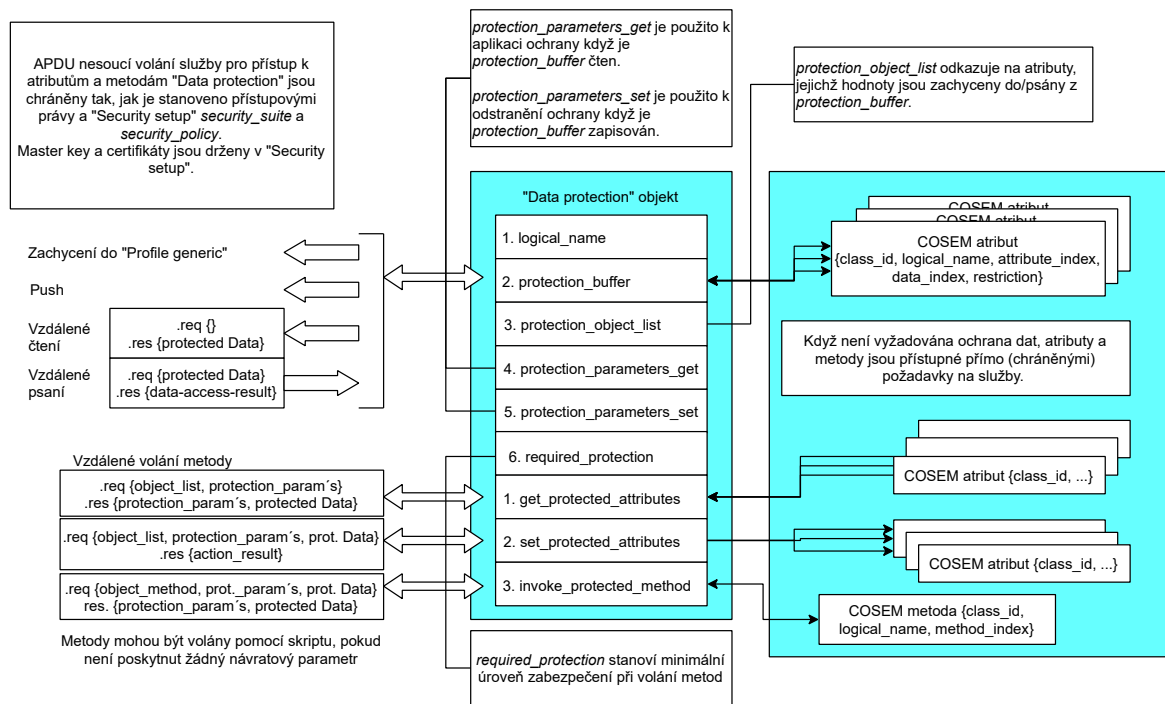 APDU nesoucí volání služby pro přístup k
atributům a metodám "Data protection" jsou
chráněny tak, jak je stanoveno přístupovými
právy a "Security setup" security_suite a
security_policy.
Master key a certifikáty jsou drženy v "Security
setup".
protection_parameters_get je použito k
aplikaci ochrany když je
protection_buffer čten.
protection_parameters_set je použito k
odstranění ochrany když je
protection_buffer zapisován.
protection_object_list odkazuje na atributy,
jejichž hodnoty jsou zachyceny do/psány z
protection_buffer.
Zachycení do "Profile generic"
Push
Vzdálené
čtení
.req {}
.res {protected Data}
Vzdálené
psaní
.req {protected Data}
.res {data-access-result}
Vzdálené volání metody
.req {object_list, protection_param´s}
.res {protection_param´s, protected Data}
.req {object_list, protection_param´s, prot. Data}
.res {action_result}
.req {object_method, prot._param´s, prot. Data}
res. {protection_param´s, protected Data}
Metody mohou být volány pomocí skriptu, pokud
není poskytnut žádný návratový parametr
"Data protection" objekt
1. logical_name
2. protection_buffer
3. protection_object_list
4. protection_parameters_get
5. protection_parameters_set
6. required_protection
1. get_protected_attributes
2. set_protected_attributes
3. invoke_protected_method
required_protection stanoví minimální
úroveň zabezpečení při volání metod
COSEM atribut
COSEM atribut
COSEM atribut
{class_id, logical_name, attribute_index,
data_index, restriction}
Když není vyžadována ochrana dat, atributy a
metody jsou přístupné přímo (chráněnými)
požadavky na služby.
COSEM atribut {class_id, ...}
COSEM atribut {class_id, ...}
COSEM metoda {class_id,
logical_name, method_index}